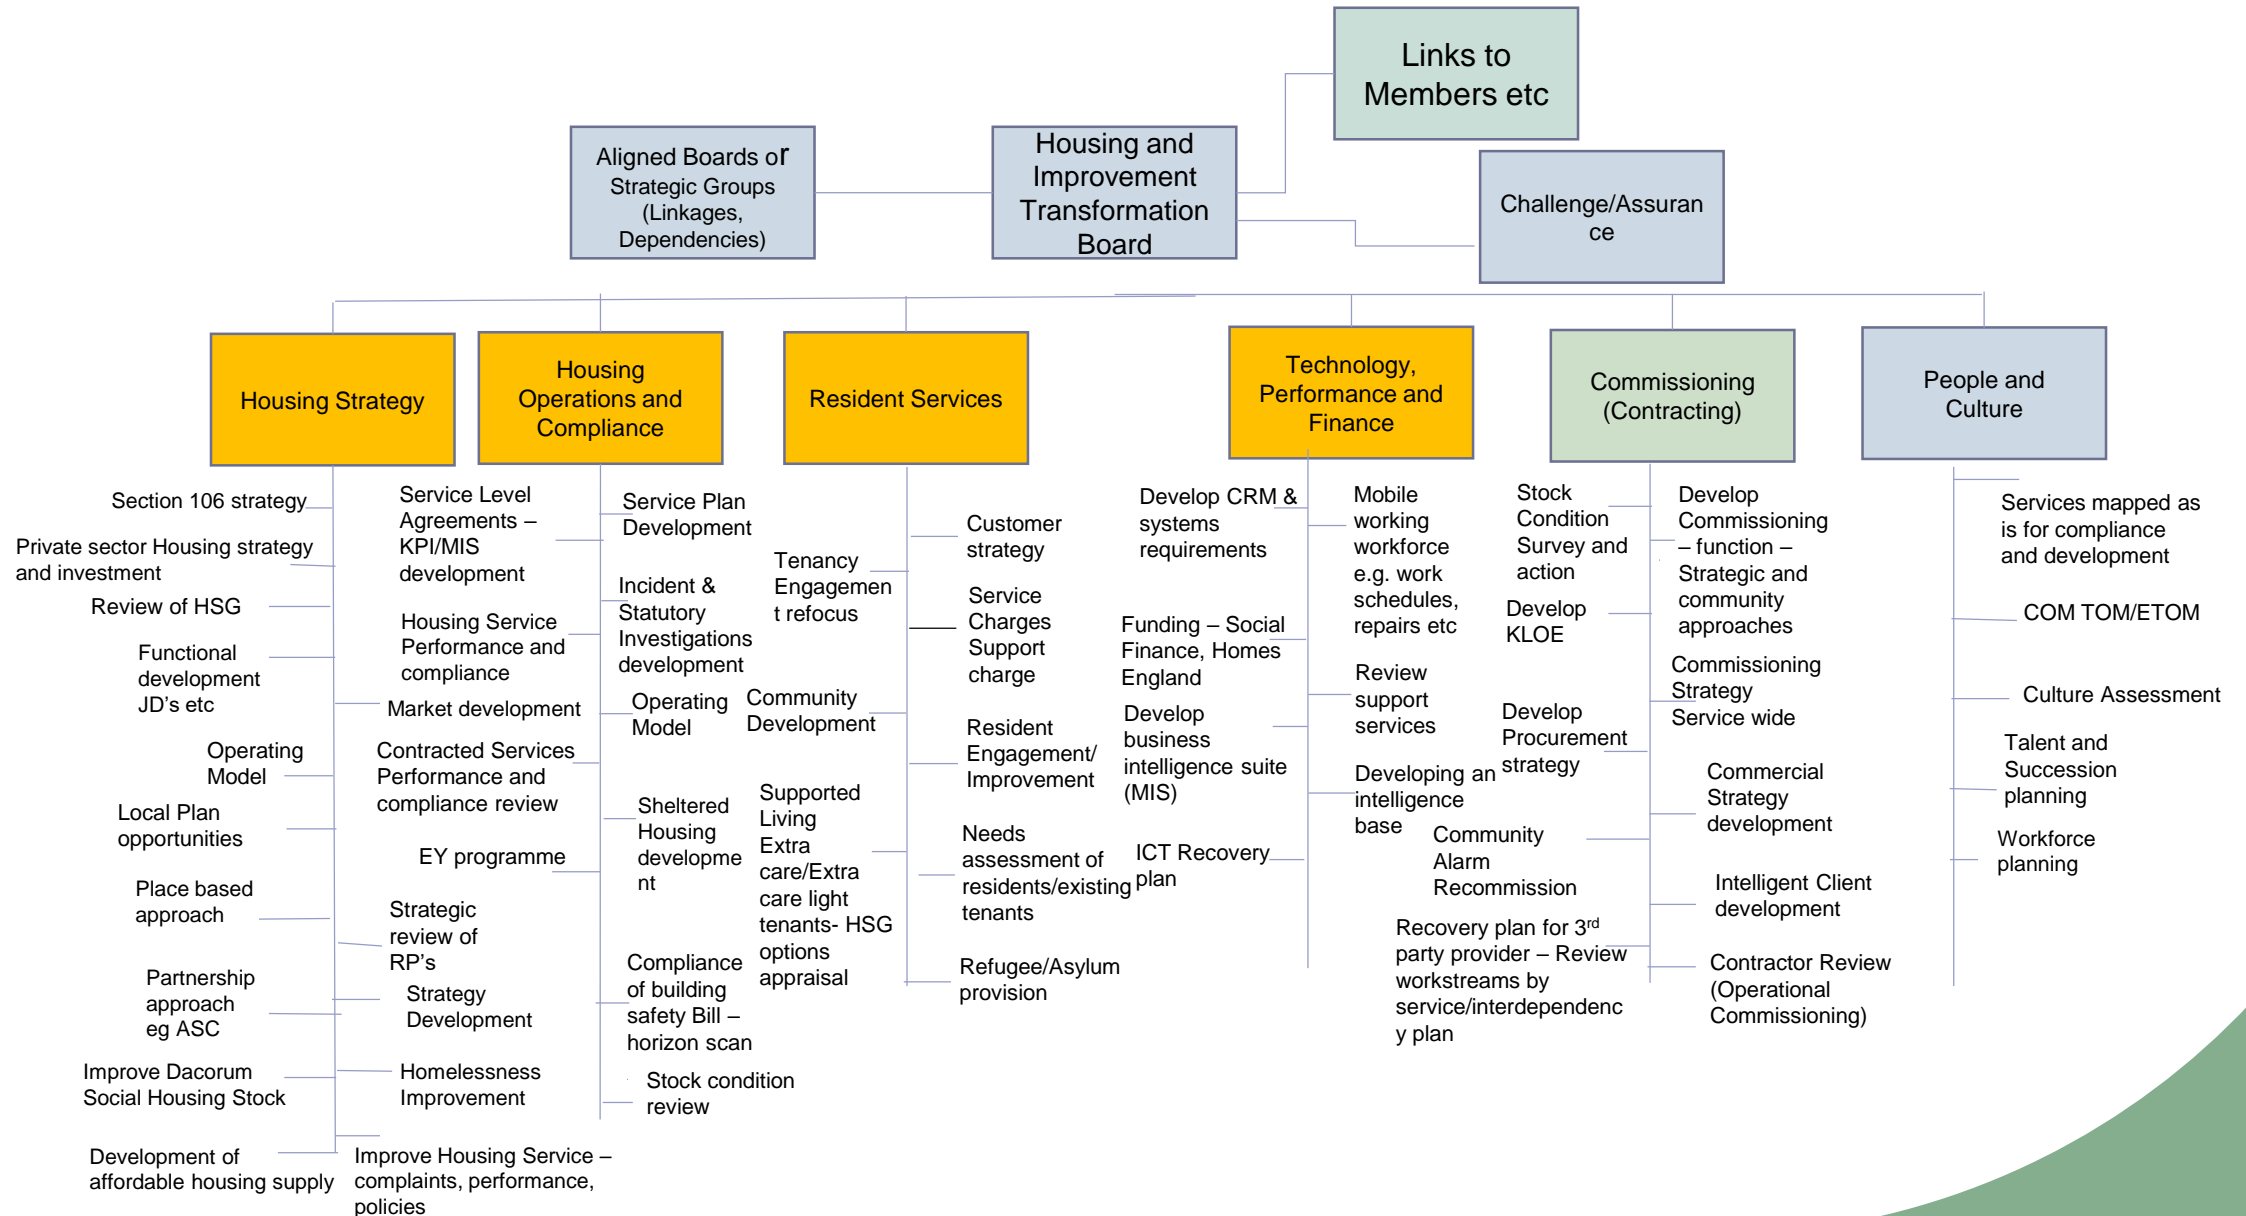 Links to
Members etc
Aligned Boards or
Strategic Groups
(Linkages,
Dependencies)
Housing and
Improvement
Transformation
Board
Challenge/Assuran
ce
Housing Strategy
Housing
Operations and
Compliance
Resident Services
Technology,
Performance and
Finance
Commissioning
(Contracting)
People and
Culture
Section 106 strategy
Private sector Housing strategy
and investment
Review of HSG
Functional
development
JD's etc
Operating
Model
Local Plan
opportunities
Place based
approach
Partnership
approach
eg ASC
Improve Dacorum
Social Housing Stock
Development of
affordable housing supply
Market development
Strategic
review of
RP's
Strategy
Development
Homelessness
Improvement
Improve Housing Service –
complaints, performance,
policies
Service Level
Agreements –
KPI/MIS
development
Housing Service
Performance and
compliance
Contracted Services
Performance and
compliance review
EY programme
Service Plan
Development
Incident &
Statutory
Investigations
development
Operating
Model
Sheltered
Housing
developme
nt
Compliance
of building
safety Bill –
horizon scan
Stock condition
review
Tenancy
Engagemen
t refocus
Community
Development
Supported
Living
Extra
care/Extra
care light
tenants- HSG
options
appraisal
Customer
strategy
Service
Charges
Support
charge
Resident
Engagement/
Improvement
Needs
assessment of
residents/existing
tenants
Refugee/Asylum
provision
Develop CRM &
systems
requirements
Funding – Social
Finance, Homes
England
Develop
business
intelligence suite
(MIS)
ICT Recovery
plan
Mobile
working
workforce
e.g. work
schedules,
repairs etc
Review
support
services
Developing an
intelligence
base
Stock
Condition
Survey and
action
Develop
KLOE
Develop
Procurement
strategy
Community
Alarm
Recommission
Recovery plan for 3rd
party provider – Review
workstreams by
service/interdependenc
y plan
Develop
Commissioning
– function –
Strategic and
community
approaches
Commissioning
Strategy
Service wide
Commercial
Strategy
development
Intelligent Client
development
Contractor Review
(Operational
Commissioning)
Services mapped as
is for compliance
and development
COM TOM/ETOM
Culture Assessment
Talent and
Succession
planning
Workforce
planning